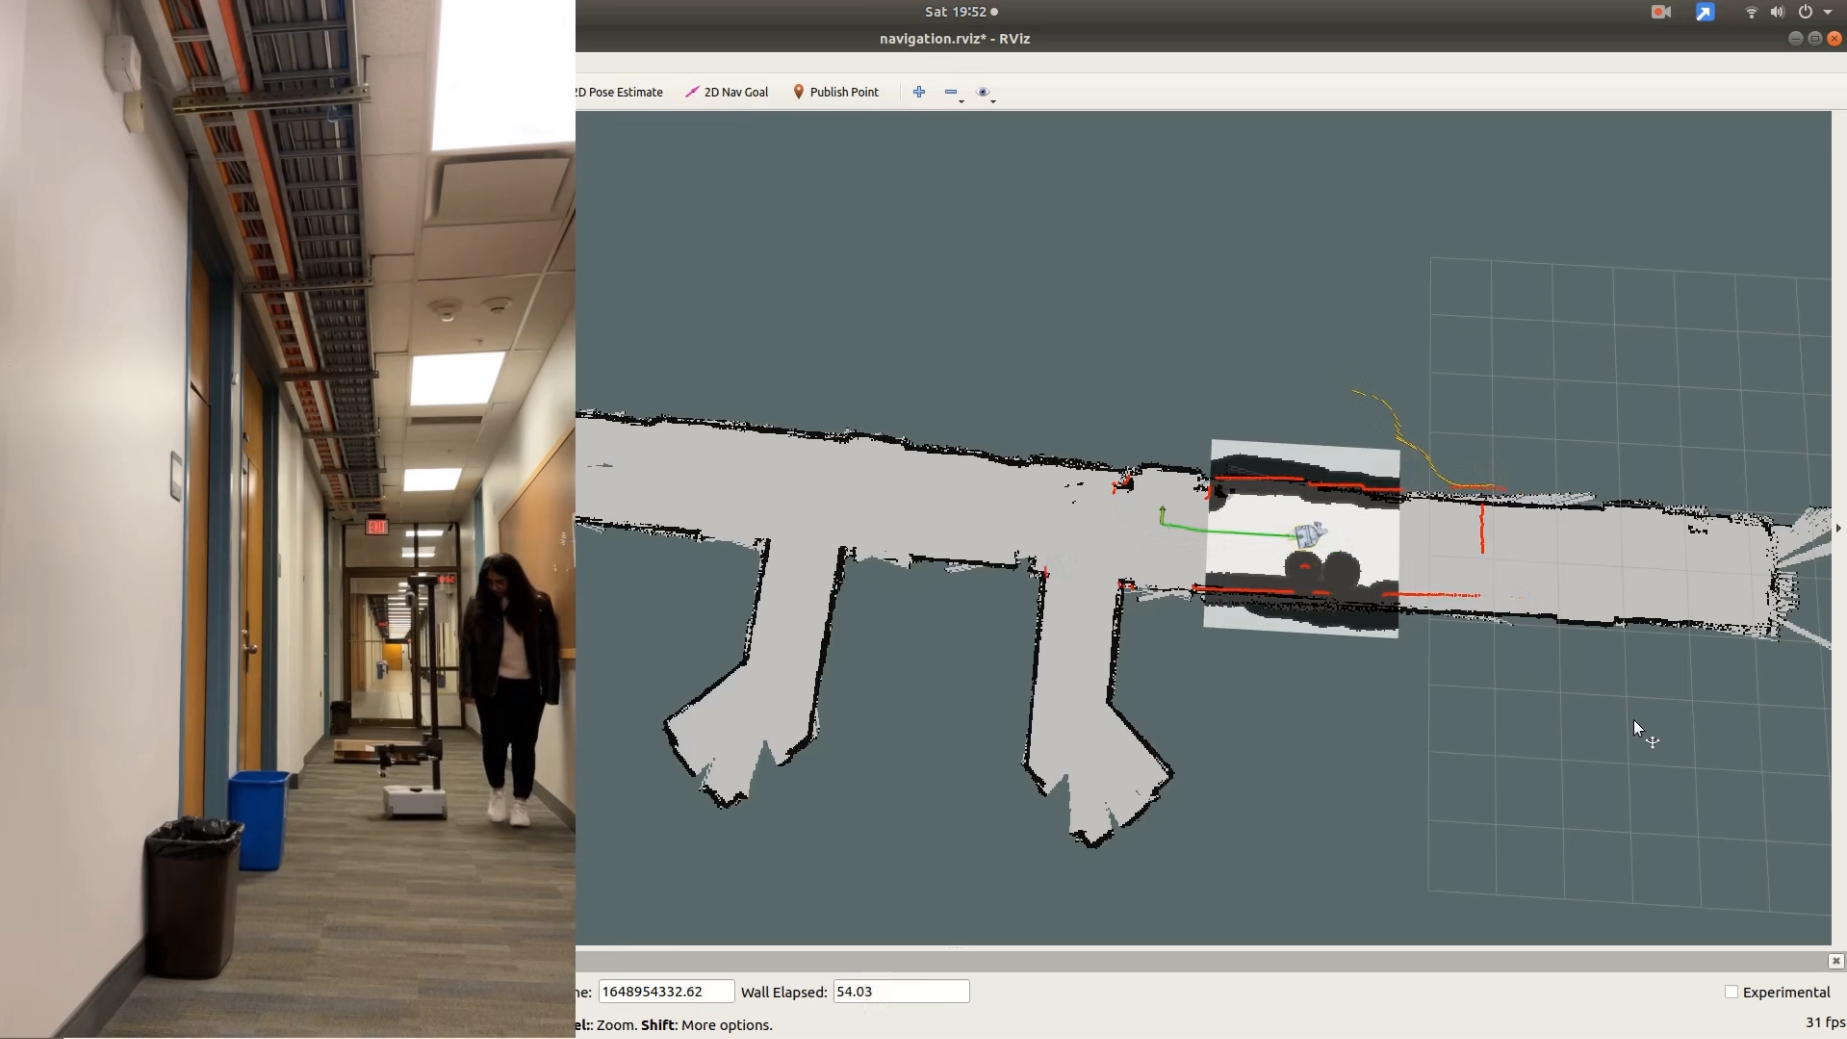 Sat 19:52
navigation.rviz* - RViz
2D Pose Estimate
2D Nav Goal
Publish Point
EXIT
Wall Elapsed:
1648954332.62
54.03
Experimental
Zoom. Shift: More options.
31 fps